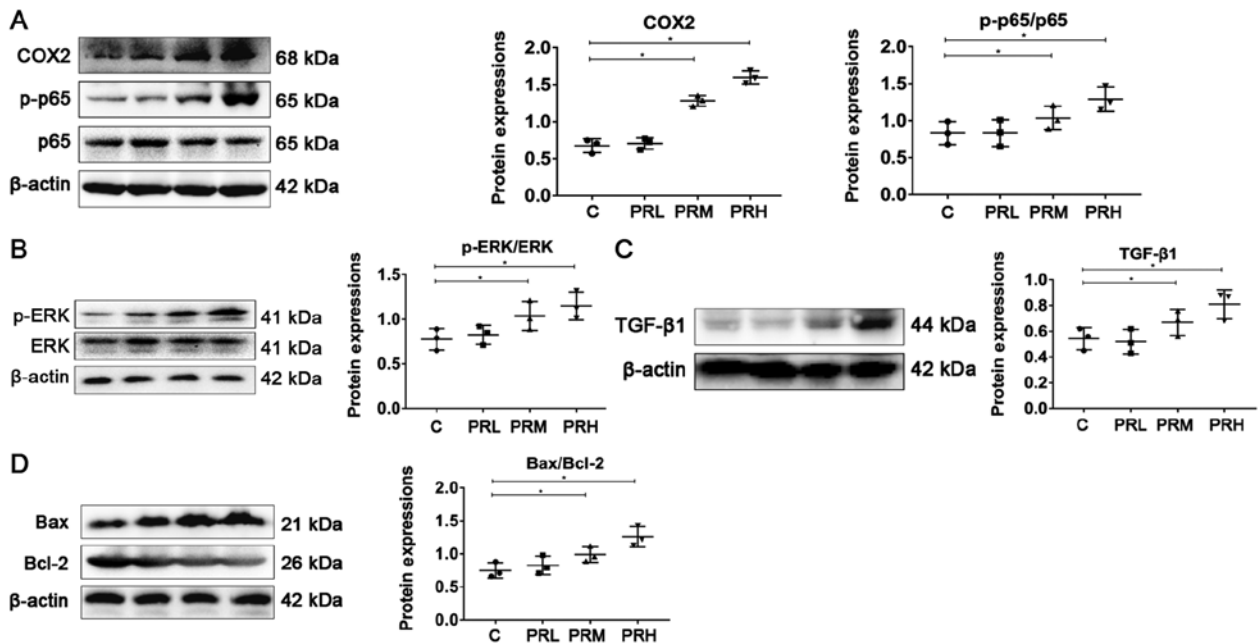 A
COX2
68 kDa
p-p65
65 kDa
p65
65 kDa
β-actin
42 kDa
COX2
*
*
Protein expressions
2.0
1.5
1.0
0.5
0.0
C PRL PRM PRH
p-p65/p65
*
*
Protein expressions
2.0
1.5
1.0
0.5
0.0
C PRL PRM PRH
B
p-ERK
41 kDa
ERK
41 kDa
β-actin
42 kDa
p-ERK/ERK
*
*
Protein expressions
1.5
1.0
0.5
0.0
C PRL PRM PRH
C
TGF-β1
44 kDa
β-actin
42 kDa
TGF-β1
*
*
Protein expressions
1.0
0.8
0.6
0.4
0.2
0.0
C PRL PRM PRH
D
Bax
21 kDa
Bcl-2
26 kDa
β-actin
42 kDa
Bax/Bcl-2
*
*
Protein expressions
2.0
1.5
1.0
0.5
0.0
C PRL PRM PRH